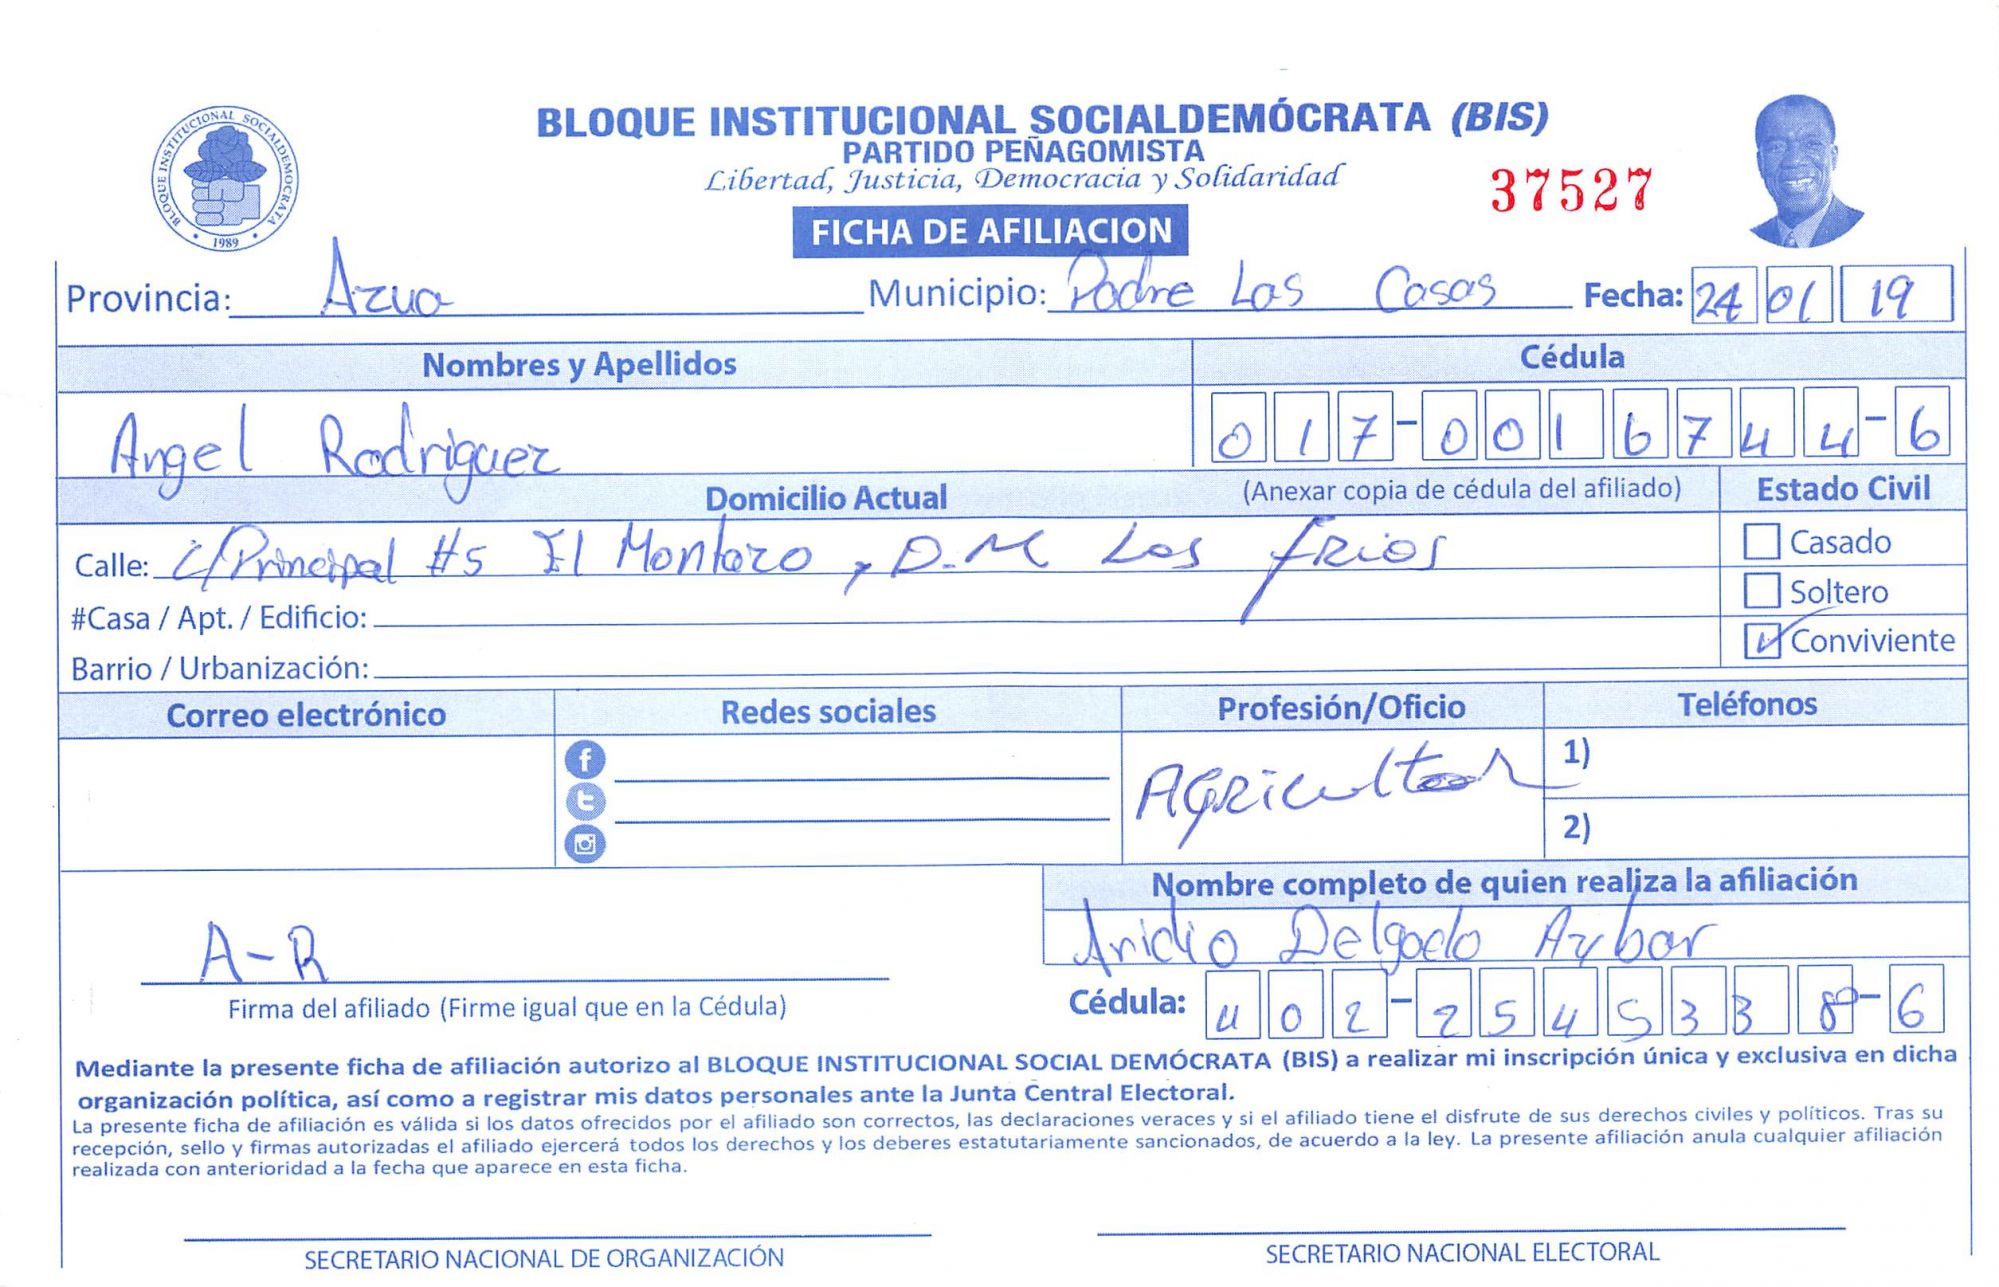 BLOQUE INSTITUCIONAL SOCIALDEMOCRATA
1989
BLOQUE INSTITUCIONAL SOCIALDEMÓCRATA (BIS)
PARTIDO PEÑAGOMISTA
Libertad, Justicia, Democracia y Solidaridad
37527
FICHA DE AFILIACION
Provincia: Azua Municipio: Padre Las Casas Fecha: 24 01 19
Nombres y Apellidos Cédula
Angel Rodriguez 017-0016744-6
Domicilio Actual (Anexar copia de cédula del afiliado) Estado Civil
Calle: c/Principal #5 El Montazo, D.M Las frios Casado
#Casa / Apt. / Edificio: Soltero
Barrio / Urbanización: Conviviente
Correo electrónico Redes sociales Profesión/Oficio Teléfonos
Agricultor 1)
2)
Nombre completo de quien realiza la afiliación
Aridio Delgado Aybar
A-R
Firma del afiliado (Firme igual que en la Cédula) Cédula: 402-2545338-6
Mediante la presente ficha de afiliación autorizo al BLOQUE INSTITUCIONAL SOCIAL DEMÓCRATA (BIS) a realizar mi inscripción única y exclusiva en dicha
organización política, así como a registrar mis datos personales ante la Junta Central Electoral.
La presente ficha de afiliación es válida si los datos ofrecidos por el afiliado son correctos, las declaraciones veraces y si el afiliado tiene el disfrute de sus derechos civiles y políticos. Tras su
recepción, sello y firmas autorizadas el afiliado ejercerá todos los derechos y los deberes estatutariamente sancionados, de acuerdo a la ley. La presente afiliación anula cualquier afiliación
realizada con anterioridad a la fecha que aparece en esta ficha.
SECRETARIO NACIONAL DE ORGANIZACIÓN SECRETARIO NACIONAL ELECTORAL